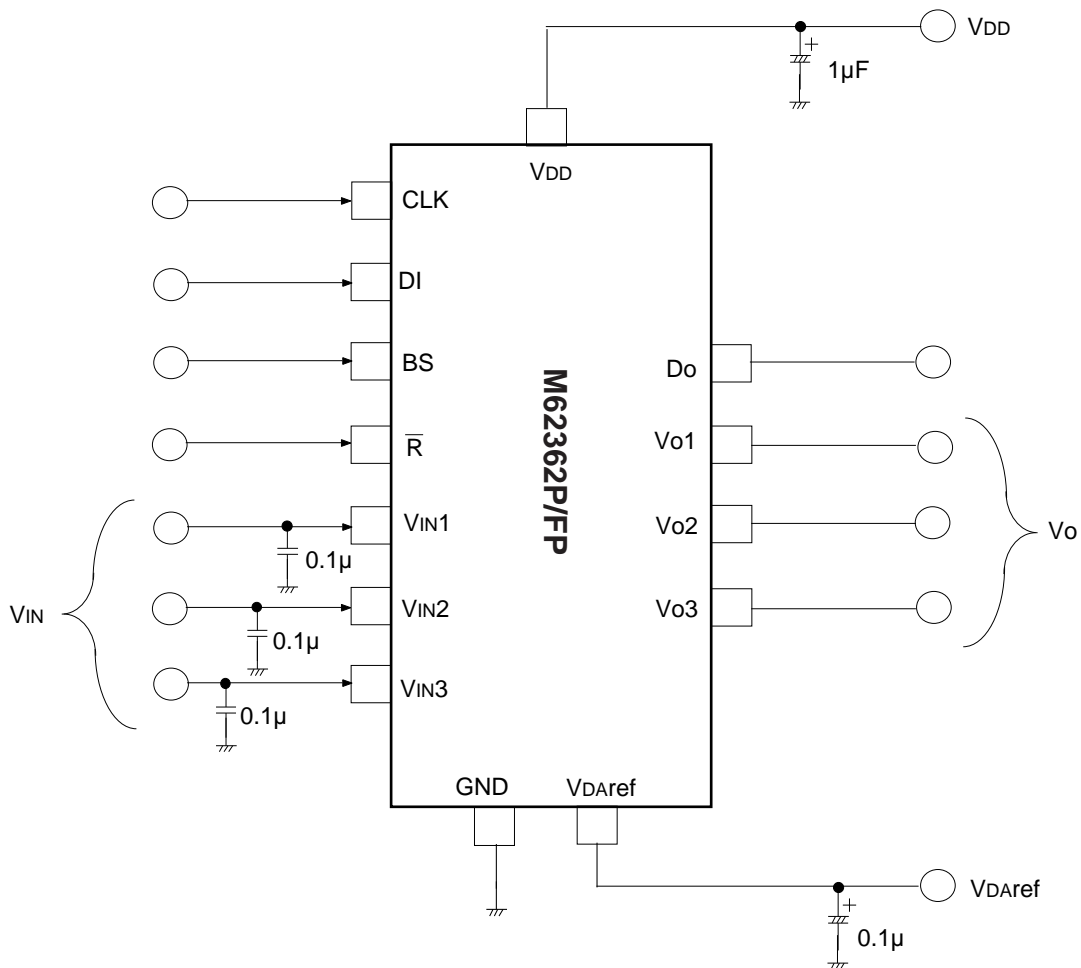 VDD
+
1µF
VDD
CLK
DI
BS
R̅
VIN1
0.1µ
VIN2
0.1µ
VIN3
0.1µ
VIN
M62362P/FP
Do
Vo1
Vo2
Vo3
Vo
GND
VDAref
VDAref
+
0.1µ